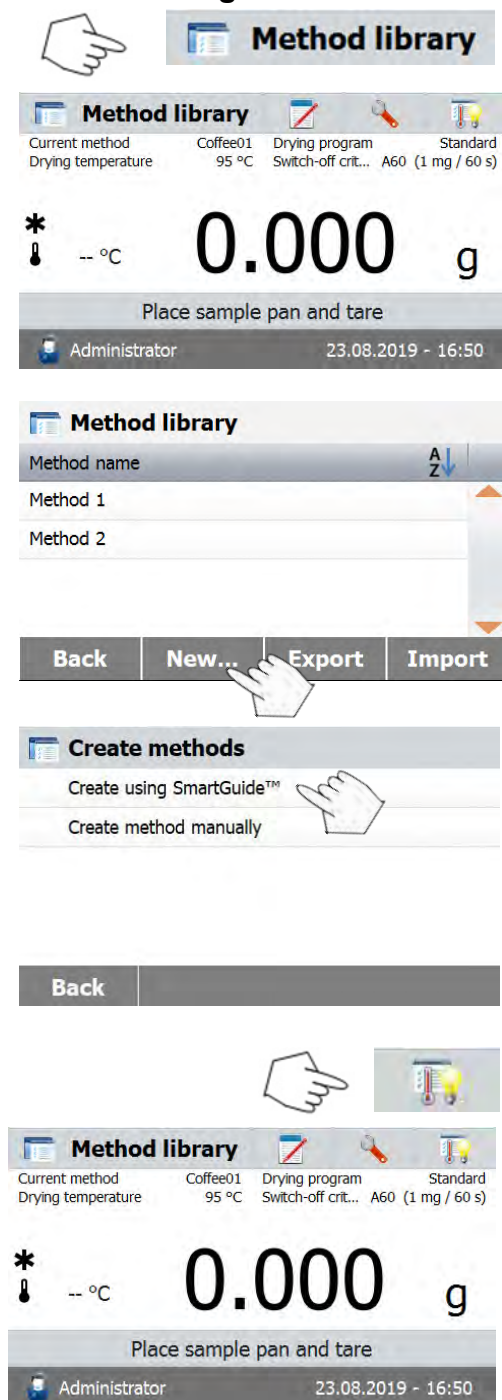 Method library
Method library
Current method Coffee01 Drying program Standard
Drying temperature 95 °C Switch-off crit... A60 (1 mg / 60 s)
-- °C 0.000 g
Place sample pan and tare
Administrator 23.08.2019 - 16:50
Method library
Method name A Z
Method 1
Method 2
Back New... Export Import
Create methods
Create using SmartGuide™
Create method manually
Back
Method library
Current method Coffee01 Drying program Standard
Drying temperature 95 °C Switch-off crit... A60 (1 mg / 60 s)
-- °C 0.000 g
Place sample pan and tare
Administrator 23.08.2019 - 16:50